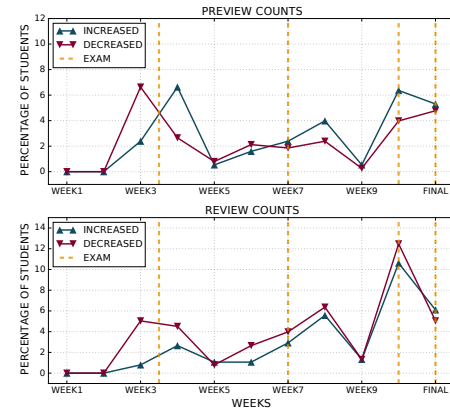 PREVIEW COUNTS
PERCENTAGE OF STUDENTS
12
10
8
6
4
2
0
INCREASED
DECREASED
EXAM
WEEK1 WEEK3 WEEK5 WEEK7 WEEK9 FINAL
REVIEW COUNTS
PERCENTAGE OF STUDENTS
14
12
10
8
6
4
2
0
INCREASED
DECREASED
EXAM
WEEK1 WEEK3 WEEK5 WEEK7 WEEK9 FINAL
WEEKS